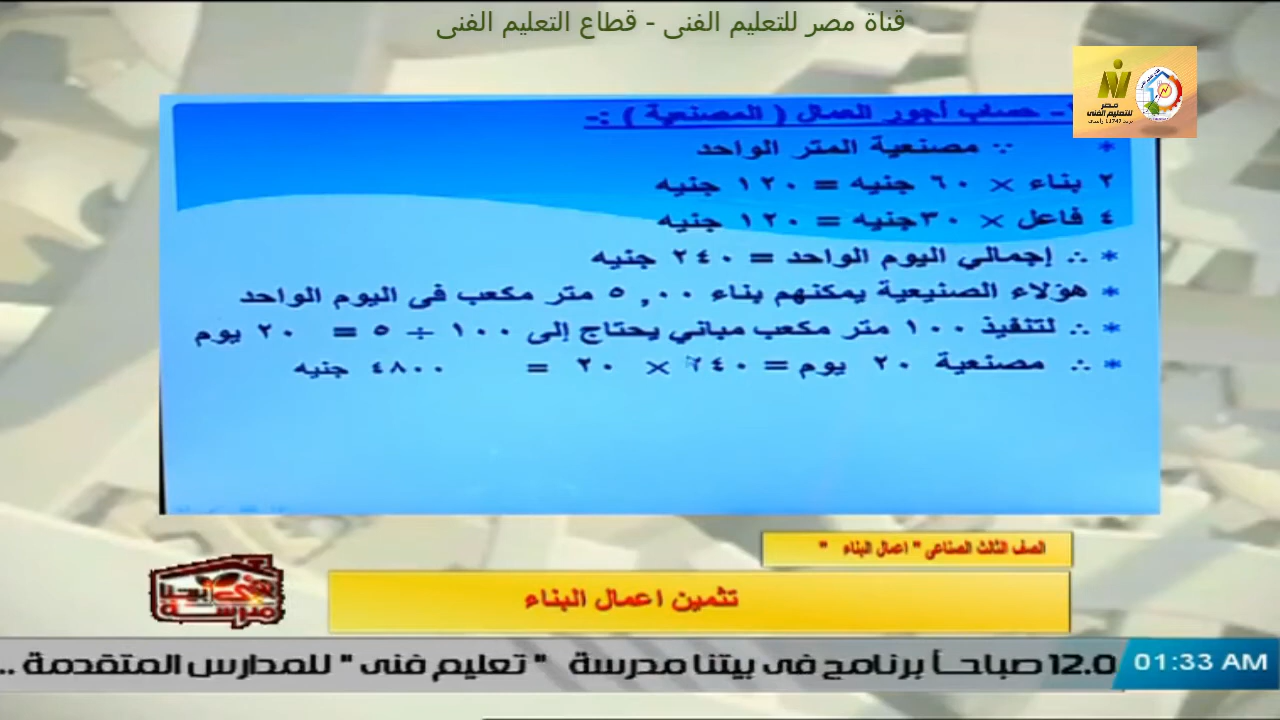 قناة مصر للتعليم الفنى - قطاع التعليم الفنى
مصر
للتعليم الفنى
- حساب أجور العمال ( المصنعية ) :-
* ∵ مصنعية المتر الواحد
٢ بناء × ٦٠ جنيه = ١٢٠ جنيه
٤ فاعل × ٣٠جنيه = ١٢٠ جنيه
* ∴ إجمالي اليوم الواحد = ٢٤٠ جنيه
* هؤلاء الصنيعية يمكنهم بناء ٥,٠٠ متر مكعب فى اليوم الواحد
* ∴ لتنفيذ ١٠٠ متر مكعب مباني يحتاج إلى ١٠٠ ÷ ٥ = ٢٠ يوم
* ∴ مصنعية ٢٠ يوم = ٢٤٠ × ٢٠ = ٤٨٠٠ جنيه
الصف الثالث الصناعى " اعمال البناء "
تثمين اعمال البناء
فى بيتنا
مدرسة
01:33 AM
12.0 صباحـاً برنامج فى بيتنا مدرسة " تعليم فنى " للمدارس المتقدمة ..